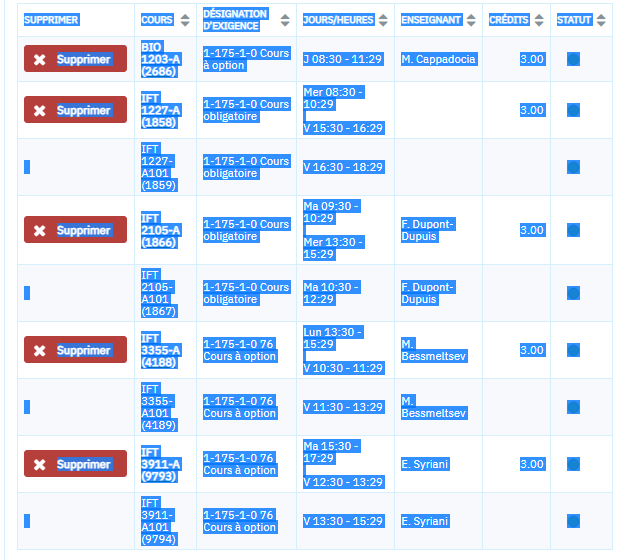 SUPPRIMER COURS DÉSIGNATION D'EXIGENCE JOURS/HEURES ENSEIGNANT CRÉDITS STATUT
Supprimer
BIO
1203-A
(2686)
1-175-1-0 Cours
à option
J 08:30 - 11:29
M. Cappadocia
3.00
Supprimer
IFT
1227-A
(1858)
1-175-1-0 Cours
obligatoire
Mer 08:30 -
10:29
V 15:30 - 16:29
3.00
IFT
1227-
A101
(1859)
1-175-1-0 Cours
obligatoire
V 16:30 - 18:29
Supprimer
IFT
2105-A
(1866)
1-175-1-0 Cours
obligatoire
Ma 09:30 -
10:29
Mer 13:30 -
15:29
F. Dupont-
Dupuis
3.00
IFT
2105-
A101
(1867)
1-175-1-0 Cours
obligatoire
Ma 10:30 -
12:29
F. Dupont-
Dupuis
Supprimer
IFT
3355-A
(4188)
1-175-1-0 76
Cours à option
Lun 13:30 -
15:29
V 10:30 - 11:29
M.
Bessmeltsev
3.00
IFT
3355-
A101
(4189)
1-175-1-0 76
Cours à option
V 11:30 - 13:29
M.
Bessmeltsev
Supprimer
IFT
3911-A
(9793)
1-175-1-0 76
Cours à option
Ma 15:30 -
17:29
V 12:30 - 13:29
E. Syriani
3.00
IFT
3911-
A101
(9794)
1-175-1-0 76
Cours à option
V 13:30 - 15:29
E. Syriani